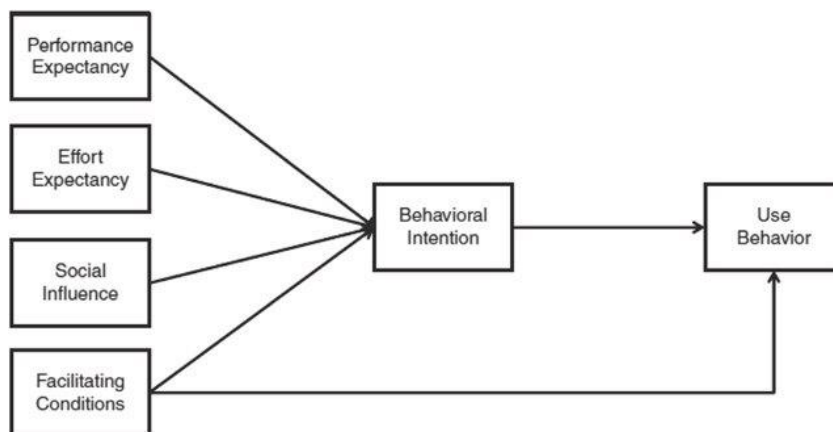 Performance
Expectancy
Effort
Expectancy
Social
Influence
Facilitating
Conditions
Behavioral
Intention
Use
Behavior